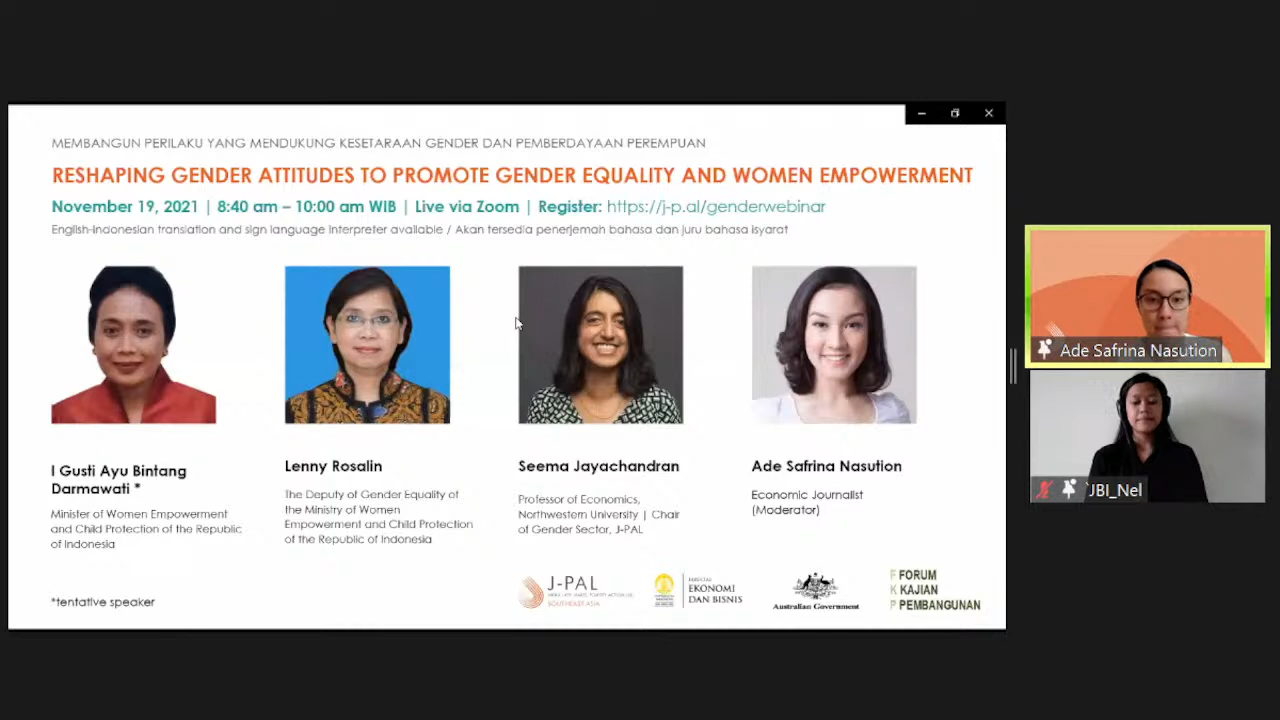 MEMBANGUN PERILAKU YANG MENDUKUNG KESETARAAN GENDER DAN PEMBERDAYAAN PEREMPUAN
RESHAPING GENDER ATTITUDES TO PROMOTE GENDER EQUALITY AND WOMEN EMPOWERMENT
November 19, 2021 | 8:40 am – 10:00 am WIB | Live via Zoom | Register: https://j-p.al/genderwebinar
English-Indonesian translation and sign language interpreter available / Akan tersedia penerjemah bahasa dan juru bahasa isyarat
I Gusti Ayu Bintang
Darmawati *
Minister of Women Empowerment
and Child Protection of the Republic
of Indonesia
Lenny Rosalin
The Deputy of Gender Equality of
the Ministry of Women
Empowerment and Child Protection
of the Republic of Indonesia
Seema Jayachandran
Professor of Economics,
Northwestern University | Chair
of Gender Sector, J-PAL
Ade Safrina Nasution
Economic Journalist
(Moderator)
*tentative speaker
J-PAL
SOUTHEAST ASIA
FAKULTAS
EKONOMI
DAN BISNIS
Australian Government
F FORUM
K KAJIAN
P PEMBANGUNAN
Ade Safrina Nasution
`JBI_Nel